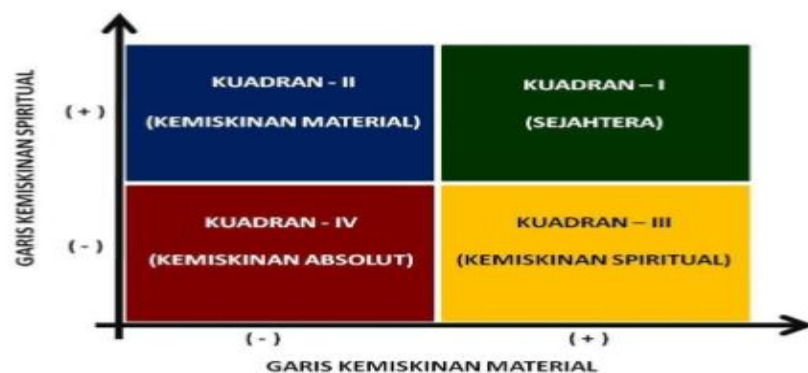 GARIS KEMISKINAN SPIRITUAL
( + )
( - )
KUADRAN - II
(KEMISKINAN MATERIAL)
KUADRAN – I
(SEJAHTERA)
KUADRAN - IV
(KEMISKINAN ABSOLUT)
KUADRAN – III
(KEMISKINAN SPIRITUAL)
( - )
( + )
GARIS KEMISKINAN MATERIAL